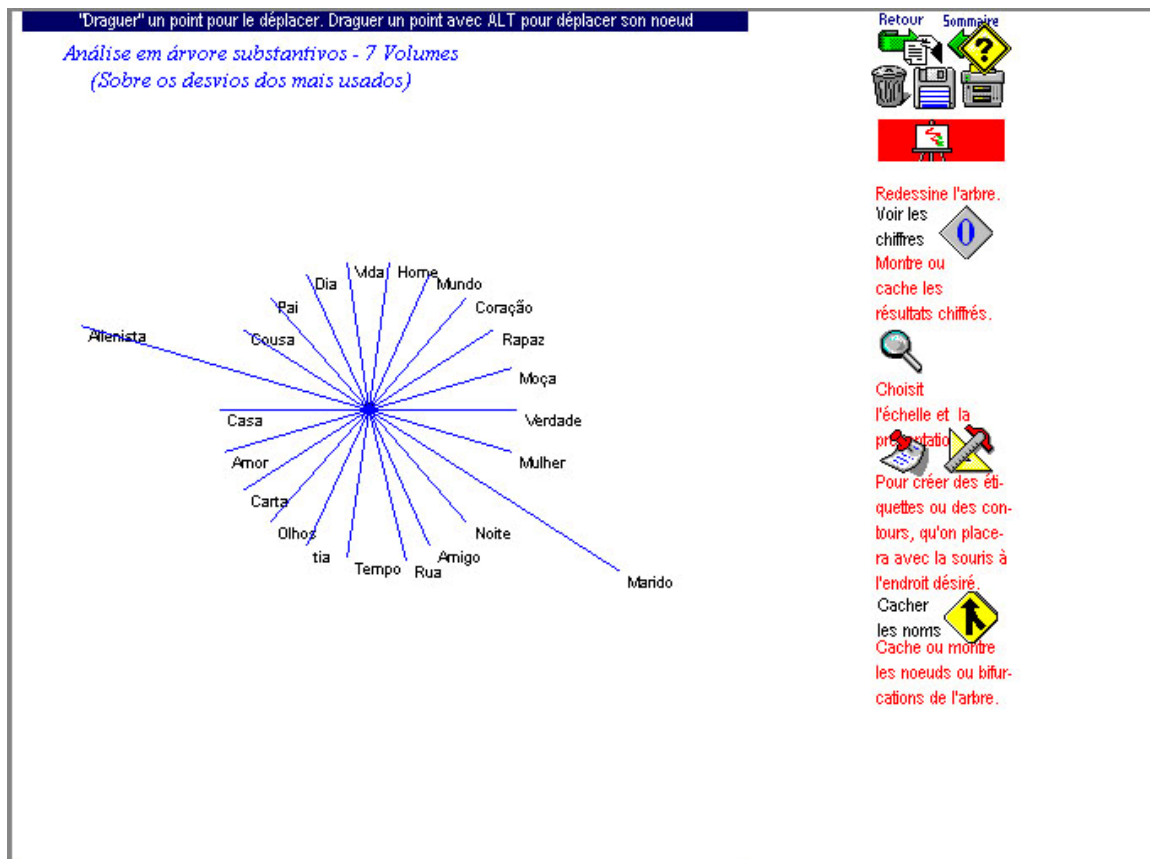 "Draguer" un point pour le déplacer. Draguer un point avec ALT pour déplacer son noeud
Análise em árvore substantivos - 7 Volumes
(Sobre os desvios dos mais usados)
Retour Sommaire
?
Redessine l'arbre.
Voir les
chiffres
0
Montre ou
cache les
résultats chiffrés.
Choisit
l'échelle et la
présentation
Pour créer des éti-
quettes ou des con-
tours, qu'on place-
ra avec la souris à
l'endroit désiré.
Cacher
les noms
Cache ou montre
les noeuds ou bifur-
cations de l'arbre.
Vida
Home
Dia
Mundo
Pai
Coração
Alienista
Cousa
Rapaz
Moça
Casa
Verdade
Amor
Mulher
Carta
Olhos
Noite
tia
Tempo
Rua
Amigo
Marido